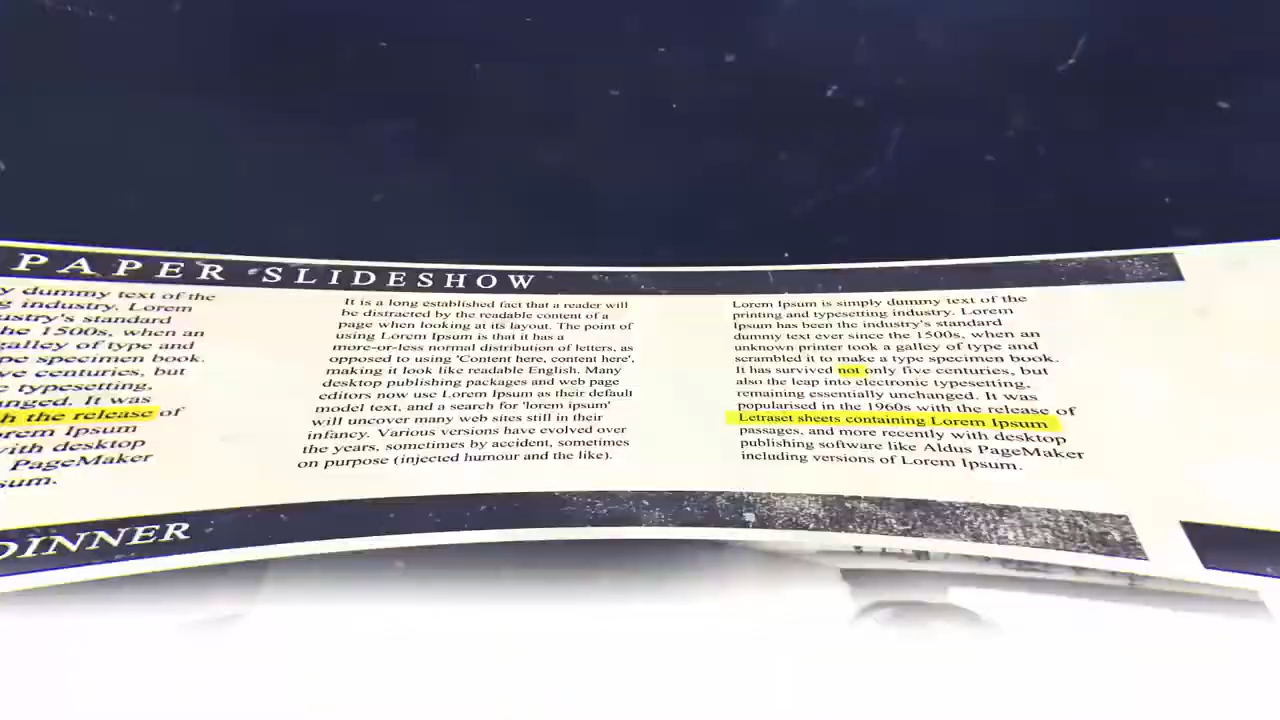 PAPER SLIDESHOW
y dummy text of the
g industry. Lorem
ustry's standard
he 1500s, when an
galley of type and
pe specimen book.
ve centuries, but
c typesetting,
anged. It was
h the release of
orem Ipsum
with desktop
PageMaker
sum.
It is a long established fact that a reader will
be distracted by the readable content of a
page when looking at its layout. The point of
using Lorem Ipsum is that it has a
more-or-less normal distribution of letters, as
opposed to using 'Content here, content here',
making it look like readable English. Many
desktop publishing packages and web page
editors now use Lorem Ipsum as their default
model text, and a search for 'lorem ipsum'
will uncover many web sites still in their
infancy. Various versions have evolved over
the years, sometimes by accident, sometimes
on purpose (injected humour and the like).
Lorem Ipsum is simply dummy text of the
printing and typesetting industry. Lorem
Ipsum has been the industry's standard
dummy text ever since the 1500s, when an
unknown printer took a galley of type and
scrambled it to make a type specimen book.
It has survived not only five centuries, but
also the leap into electronic typesetting,
remaining essentially unchanged. It was
popularised in the 1960s with the release of
Letraset sheets containing Lorem Ipsum
passages, and more recently with desktop
publishing software like Aldus PageMaker
including versions of Lorem Ipsum.
DINNER